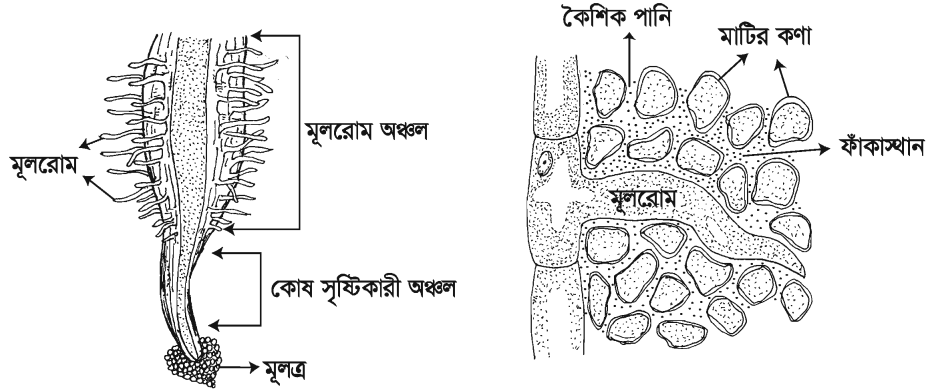 মূলরোম
মূলরোম অঞ্চল
কোষ সৃষ্টিকারী অঞ্চল
মূলত্র
কৈশিক পানি
মাটির কণা
ফাঁকাস্থান
মূলরোম